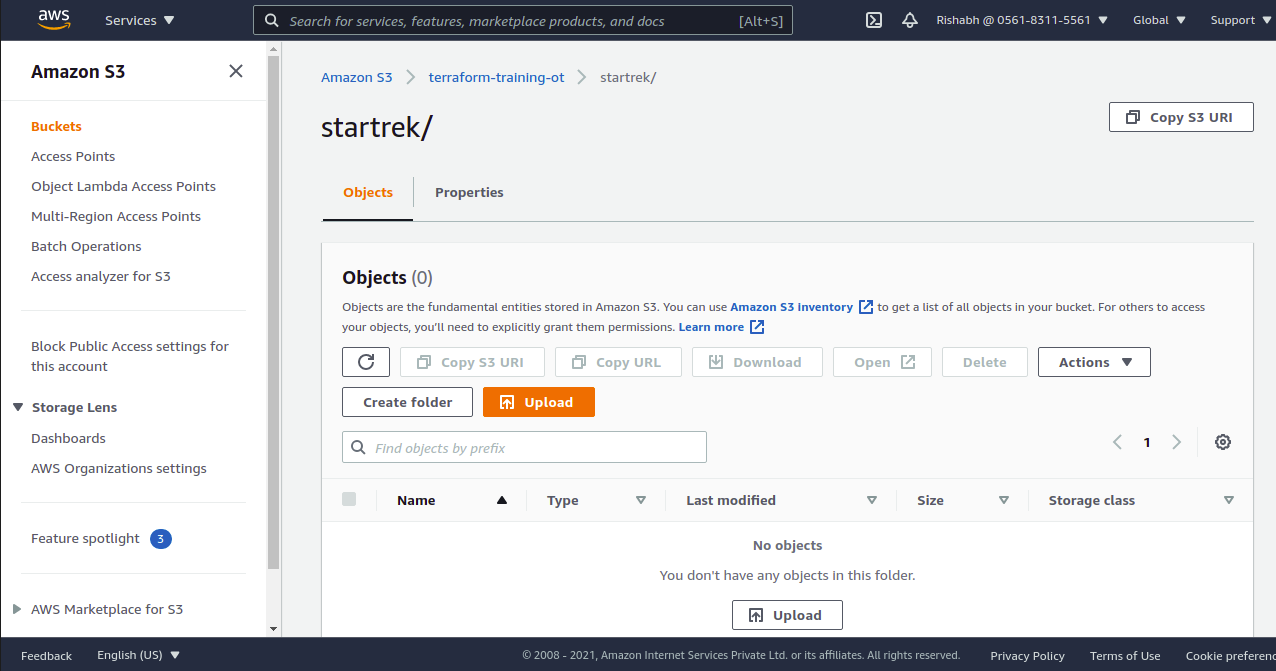 aws Services Search for services, features, marketplace products, and docs [Alt+S] Rishabh @ 0561-8311-5561 Global Support
Amazon S3
Buckets
Access Points
Object Lambda Access Points
Multi-Region Access Points
Batch Operations
Access analyzer for S3
Block Public Access settings for
this account
Storage Lens
Dashboards
AWS Organizations settings
Feature spotlight 3
AWS Marketplace for S3
Amazon S3 terraform-training-ot startrek/
startrek/
Copy S3 URI
Objects Properties
Objects (0)
Objects are the fundamental entities stored in Amazon S3. You can use Amazon S3 inventory to get a list of all objects in your bucket. For others to access
your objects, you'll need to explicitly grant them permissions. Learn more
Copy S3 URI Copy URL Download Open Delete Actions
Create folder Upload
Find objects by prefix 1
Name Type Last modified Size Storage class
No objects
You don't have any objects in this folder.
Upload
Feedback English (US) © 2008 - 2021, Amazon Internet Services Private Ltd. or its affiliates. All rights reserved. Privacy Policy Terms of Use Cookie preferenc